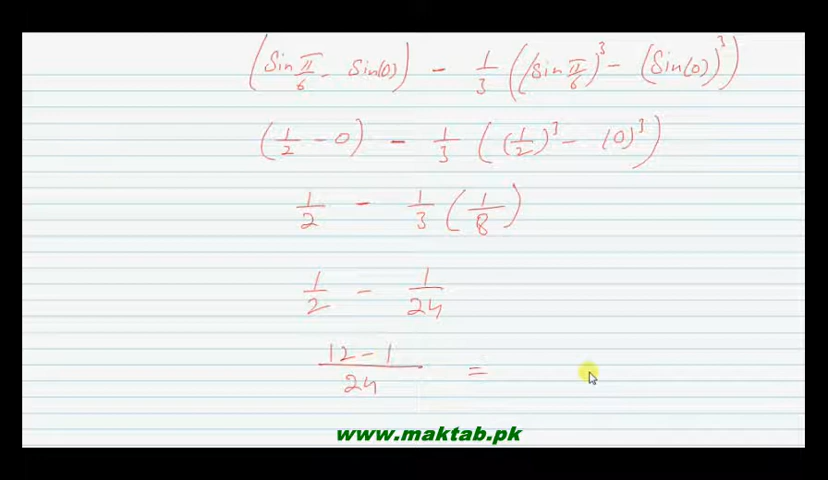 (Sin π/6 - Sin(0)) - 1/3 ((Sin π/6)³ - (Sin(0))³)
(1/2 - 0) - 1/3 ((1/2)³ - (0)³)
1/2 - 1/3 (1/8)
1/2 - 1/24
12 - 1/24 =
www.maktab.pk